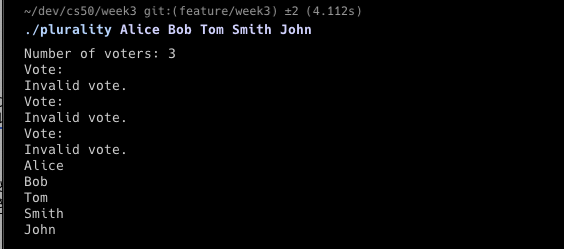 ~/dev/cs50/week3 git:(feature/week3) ±2 (4.112s)
./plurality Alice Bob Tom Smith John
Number of voters: 3
Vote:
Invalid vote.
Vote:
Invalid vote.
Vote:
Invalid vote.
Alice
Bob
Tom
Smith
John